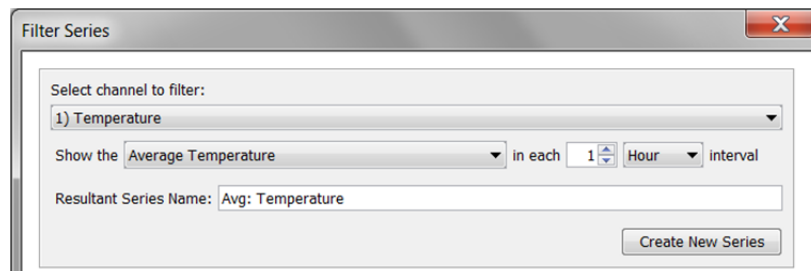 Filter Series
Select channel to filter:
1) Temperature
Show the Average Temperature in each 1 Hour interval
Resultant Series Name: Avg: Temperature
Create New Series